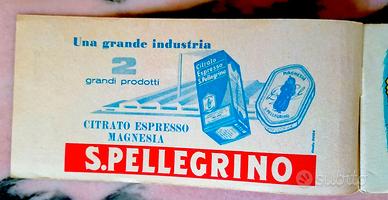 Una grande industria
2
grandi prodotti
Citrato
Espresso
S. Pellegrino
MAGNESIA
S. PELLEGRINO
CITRATO ESPRESSO
MAGNESIA
S.PELLEGRINO
subito